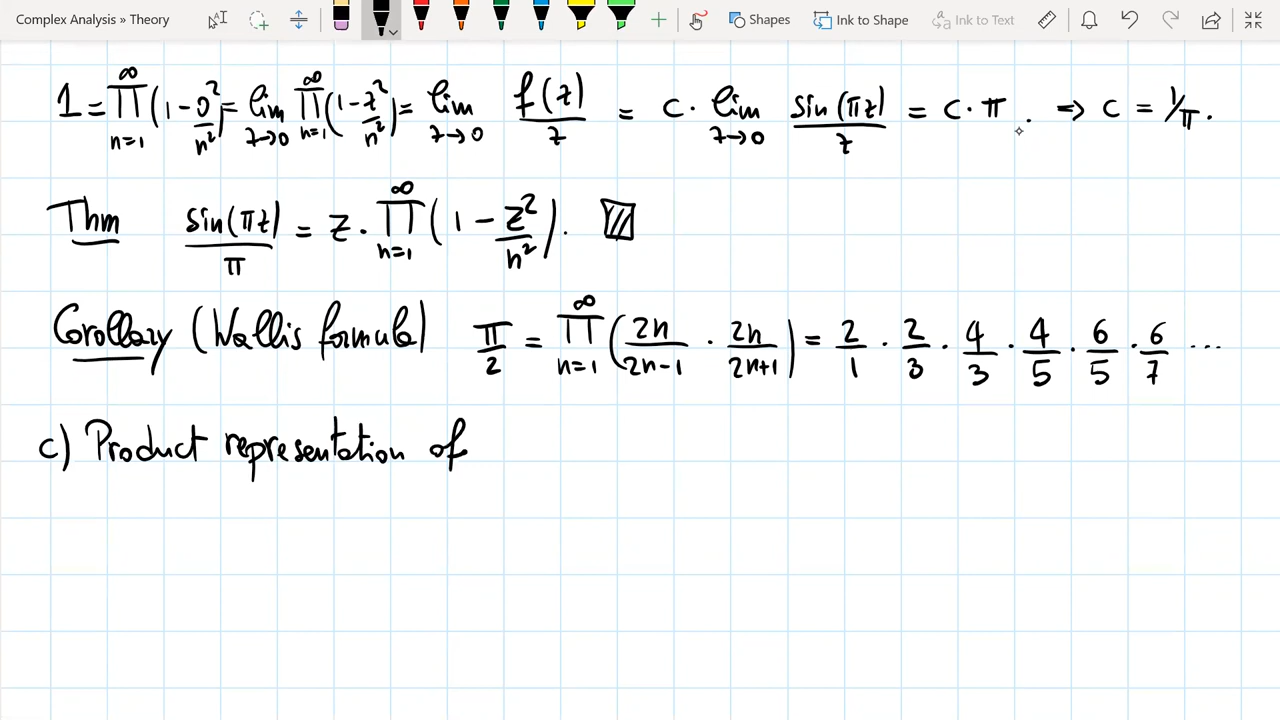 Complex Analysis » Theory Shapes Ink to Shape Ink to Text
1 = ∏_{n=1}^{∞} (1 - 0²/n²) = lim_{z→0} ∏_{n=1}^{∞} (1 - z²/n²) = lim_{z→0} f(z)/z = c · lim_{z→0} sin(πz)/z = c · π . ⇒ c = 1/π .
Thm sin(πz)/π = z · ∏_{n=1}^{∞} (1 - z²/n²) .
Corollary (Wallis formula) π/2 = ∏_{n=1}^{∞} (2n/(2n-1) · 2n/(2n+1)) = 2/1 · 2/3 · 4/3 · 4/5 · 6/5 · 6/7 ...
c) Product representation of